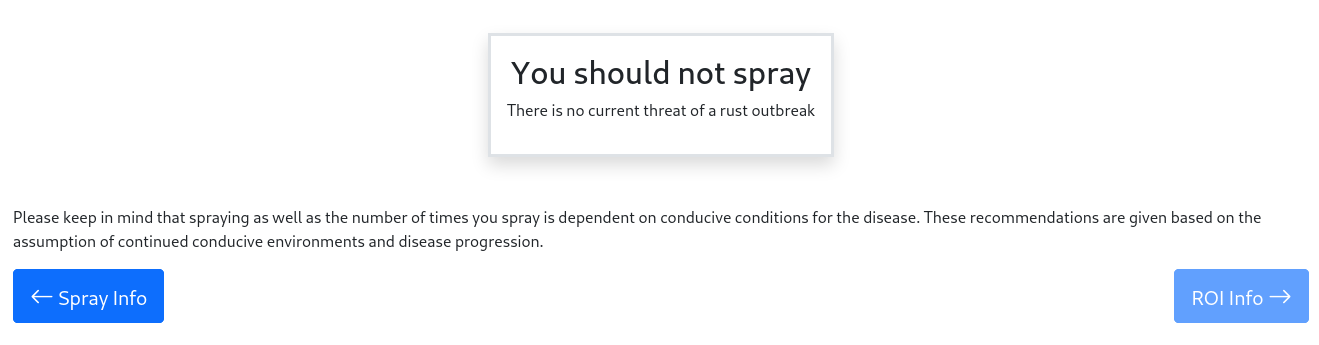 You should not spray
There is no current threat of a rust outbreak
Please keep in mind that spraying as well as the number of times you spray is dependent on conducive conditions for the disease. These recommendations are given based on the
assumption of continued conducive environments and disease progression.
← Spray Info
ROI Info →